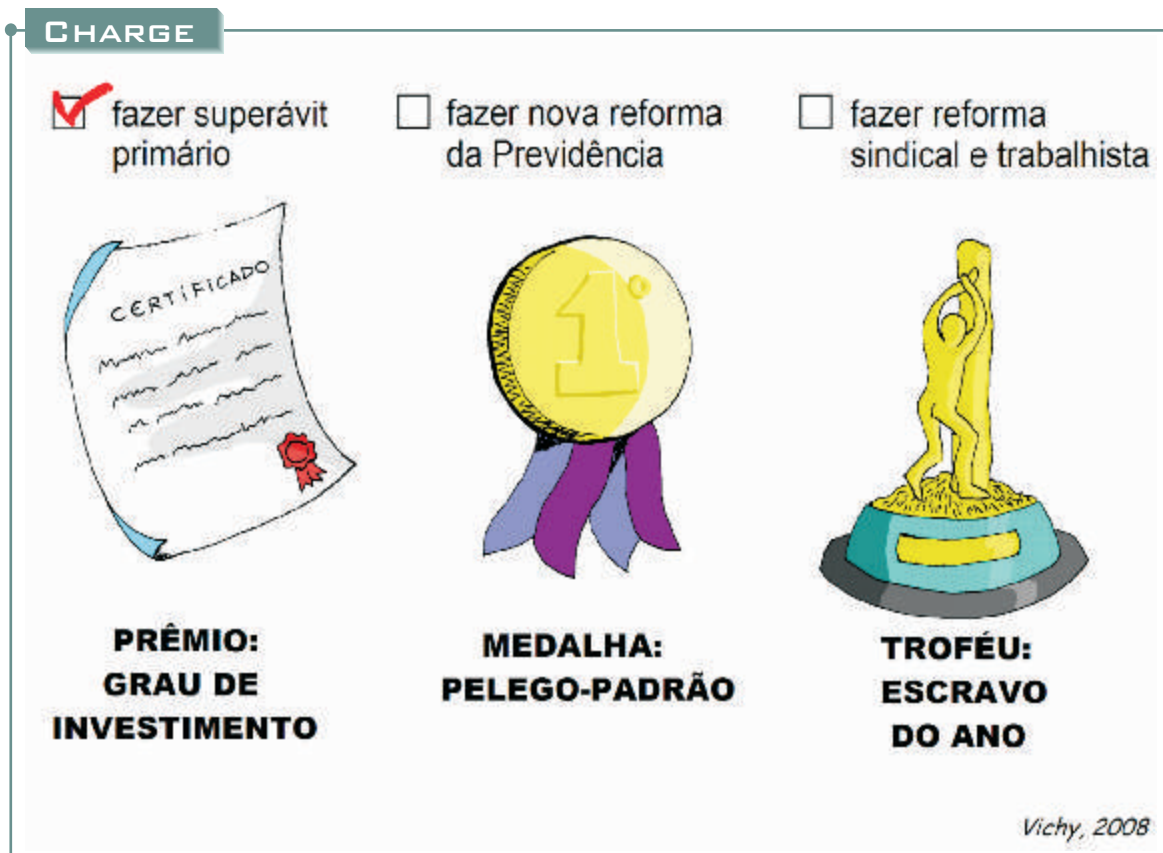 CHARGE
fazer superávit
primário
fazer nova reforma
da Previdência
fazer reforma
sindical e trabalhista
CERTIFICADO
1º
PRÊMIO:
GRAU DE
INVESTIMENTO
MEDALHA:
PELEGO-PADRÃO
TROFÉU:
ESCRAVO
DO ANO
Vichy, 2008